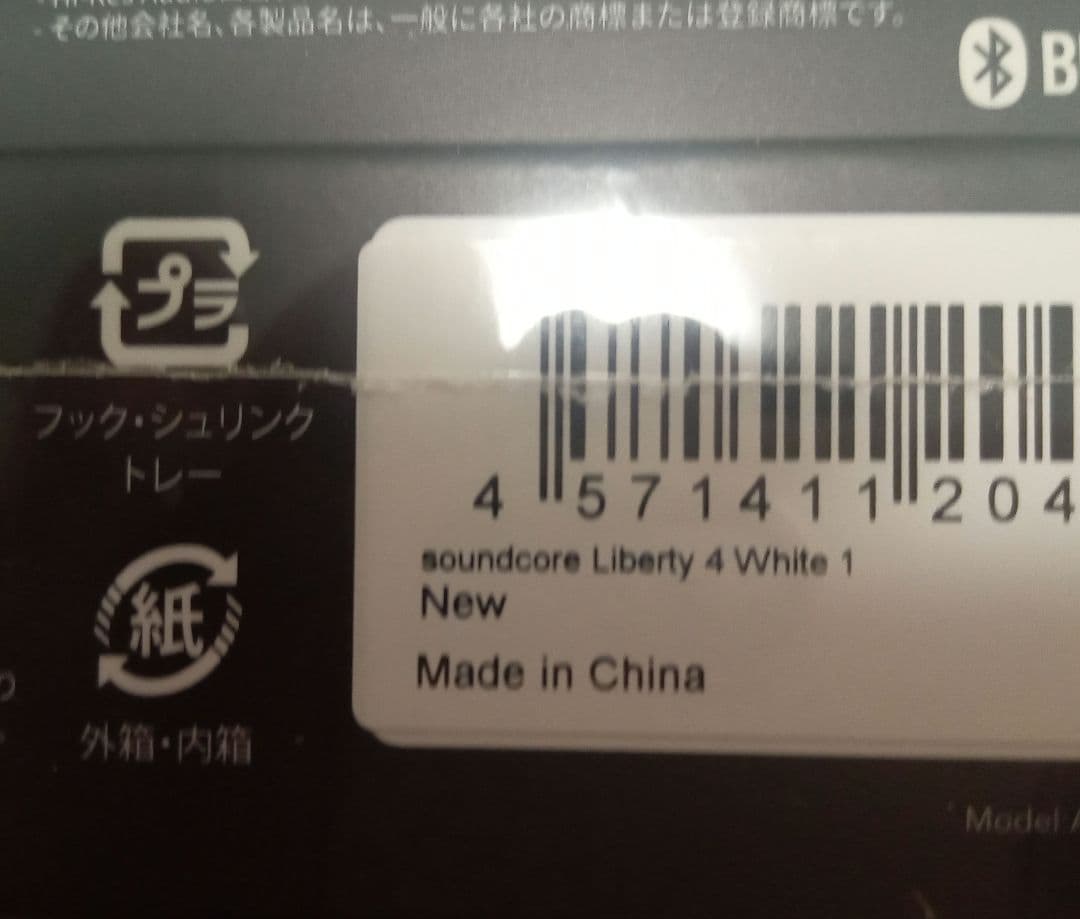 ・その他会社名、各製品名は、一般に各社の商標または登録商標です。
プラ
フック・シュリンク
トレー
紙
外箱・内箱
4 571411 204
soundcore Liberty 4 White 1
New
Made in China
Model